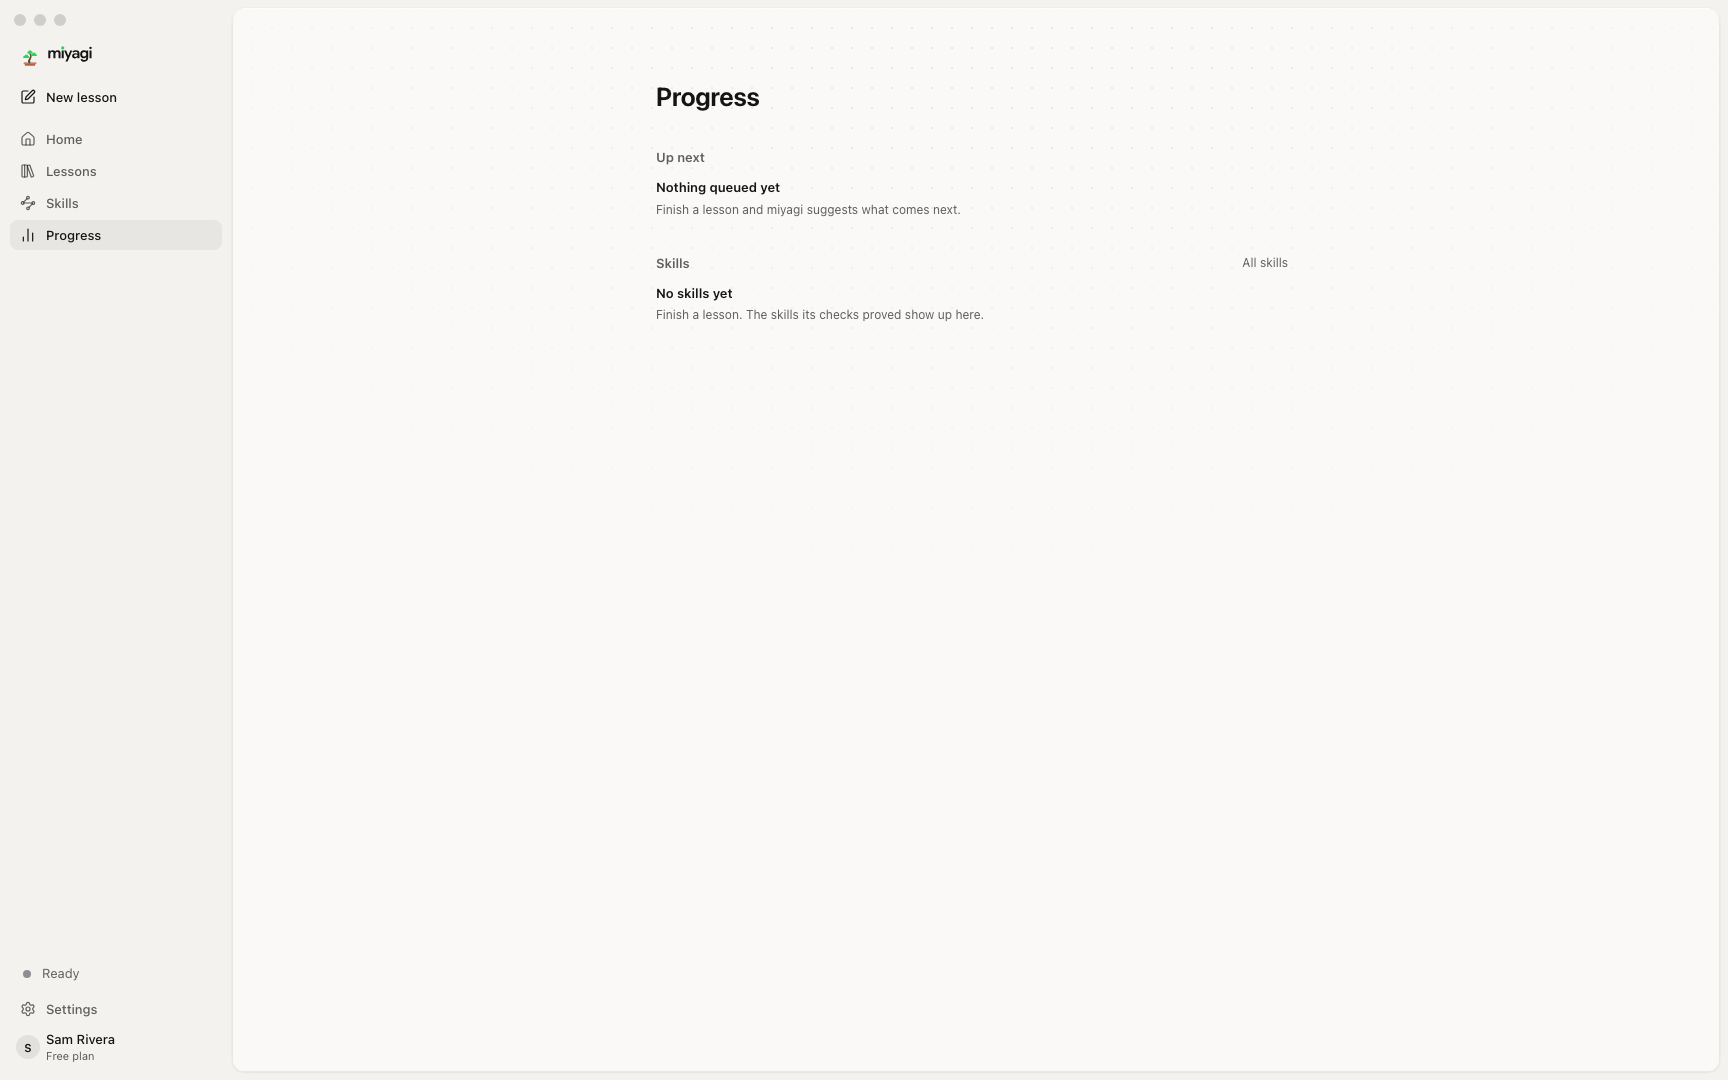 miyagi
New lesson
Home
Lessons
Skills
Progress
Progress
Up next
Nothing queued yet
Finish a lesson and miyagi suggests what comes next.
Skills
All skills
No skills yet
Finish a lesson. The skills its checks proved show up here.
Ready
Settings
S
Sam Rivera
Free plan